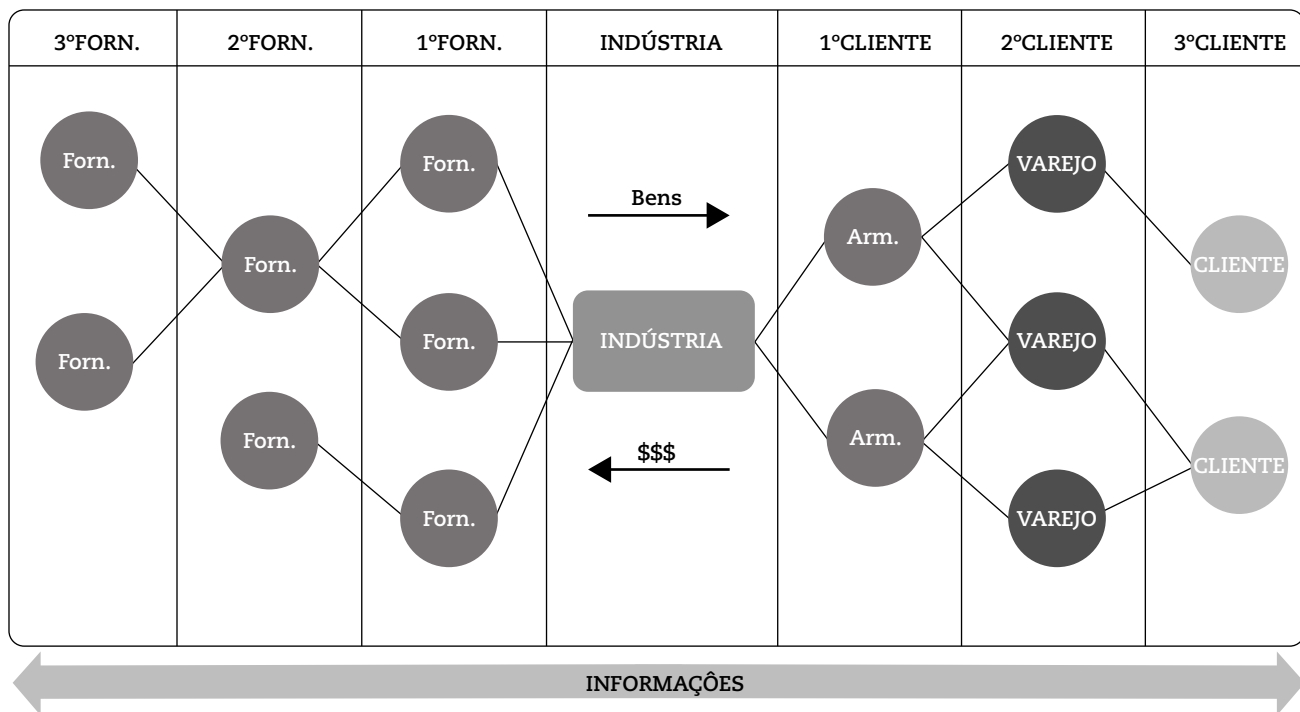 3ºFORN.
2ºFORN.
1ºFORN.
INDÚSTRIA
1ºCLIENTE
2ºCLIENTE
3ºCLIENTE
Forn.
Forn.
Forn.
Forn.
Forn.
Forn.
Forn.
Bens
INDÚSTRIA
$$$
Arm.
Arm.
VAREJO
VAREJO
VAREJO
CLIENTE
CLIENTE
INFORMAÇÔES